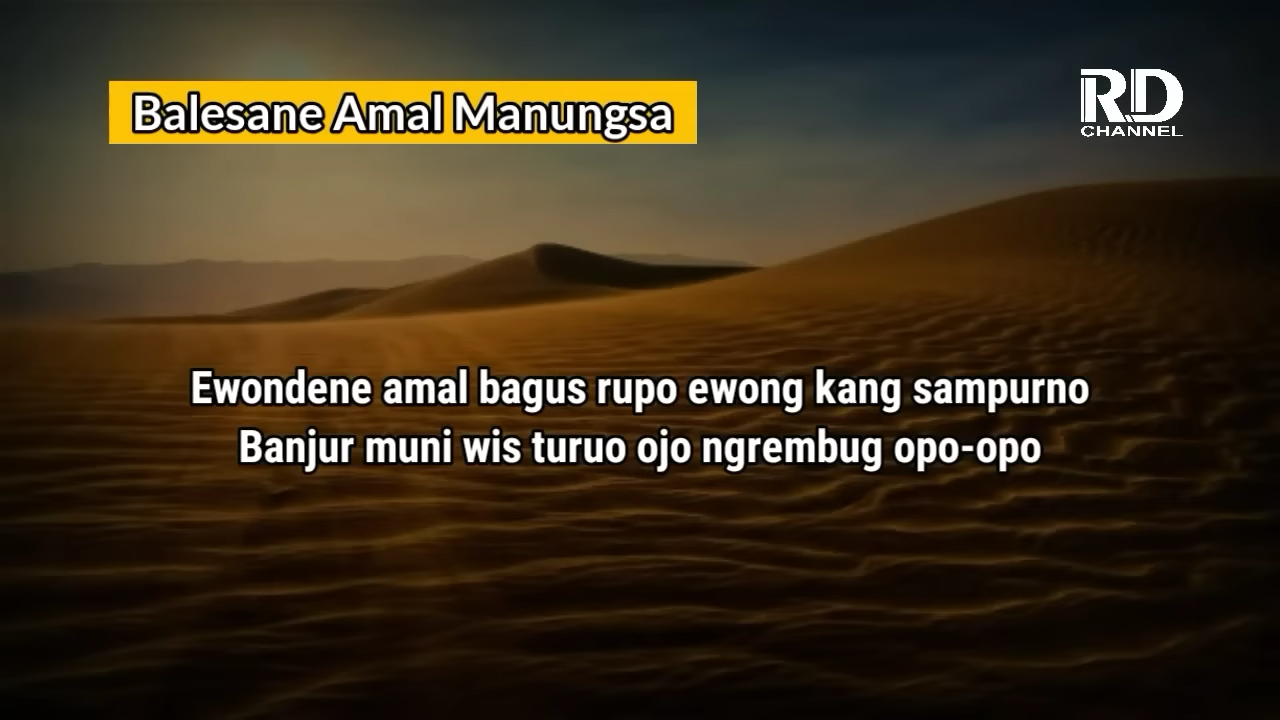 Balesane Amal Manungsa
RD
CHANNEL
Ewondene amal bagus rupo ewong kang sampurno
Banjur muni wis turuo ojo ngrembug opo-opo